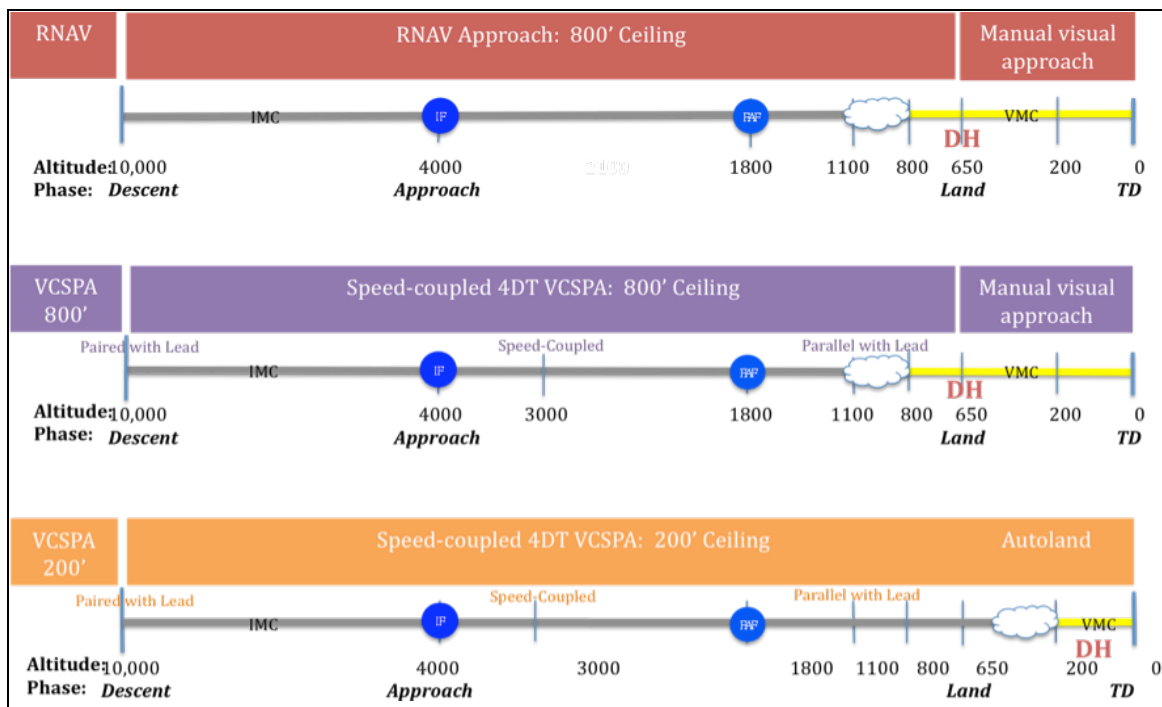 RNAV
RNAV Approach: 800' Ceiling
Manual visual
approach
IMC
IF
FAF
VMC
DH
Altitude: 10,000 4000 2100 1800 1100 800 650 200 0
Phase: Descent Approach Land TD
VCSPA
800'
Speed-coupled 4DT VCSPA: 800' Ceiling
Manual visual
approach
Paired with Lead Speed-Coupled Parallel with Lead
IMC
IF
FAF
VMC
DH
Altitude: 10,000 4000 3000 1800 1100 800 650 200 0
Phase: Descent Approach Land TD
VCSPA
200'
Speed-coupled 4DT VCSPA: 200' Ceiling
Autoland
Paired with Lead Speed-Coupled Parallel with Lead
IMC
IF
FAF
VMC
DH
Altitude: 10,000 4000 3000 1800 1100 800 650 200 0
Phase: Descent Approach Land TD